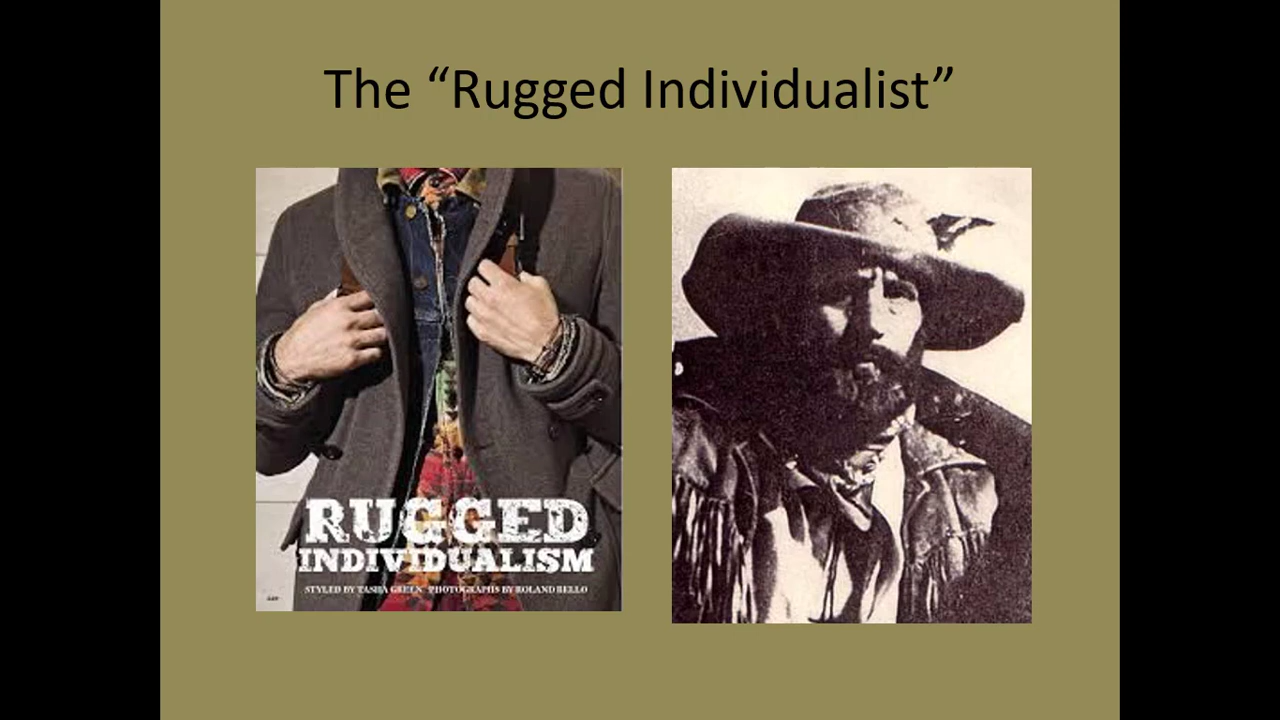 The “Rugged Individualist”
RUGGED
INDIVIDUALISM
STYLED BY TASHA GREEN PHOTOGRAPHS BY ROLAND BELLO